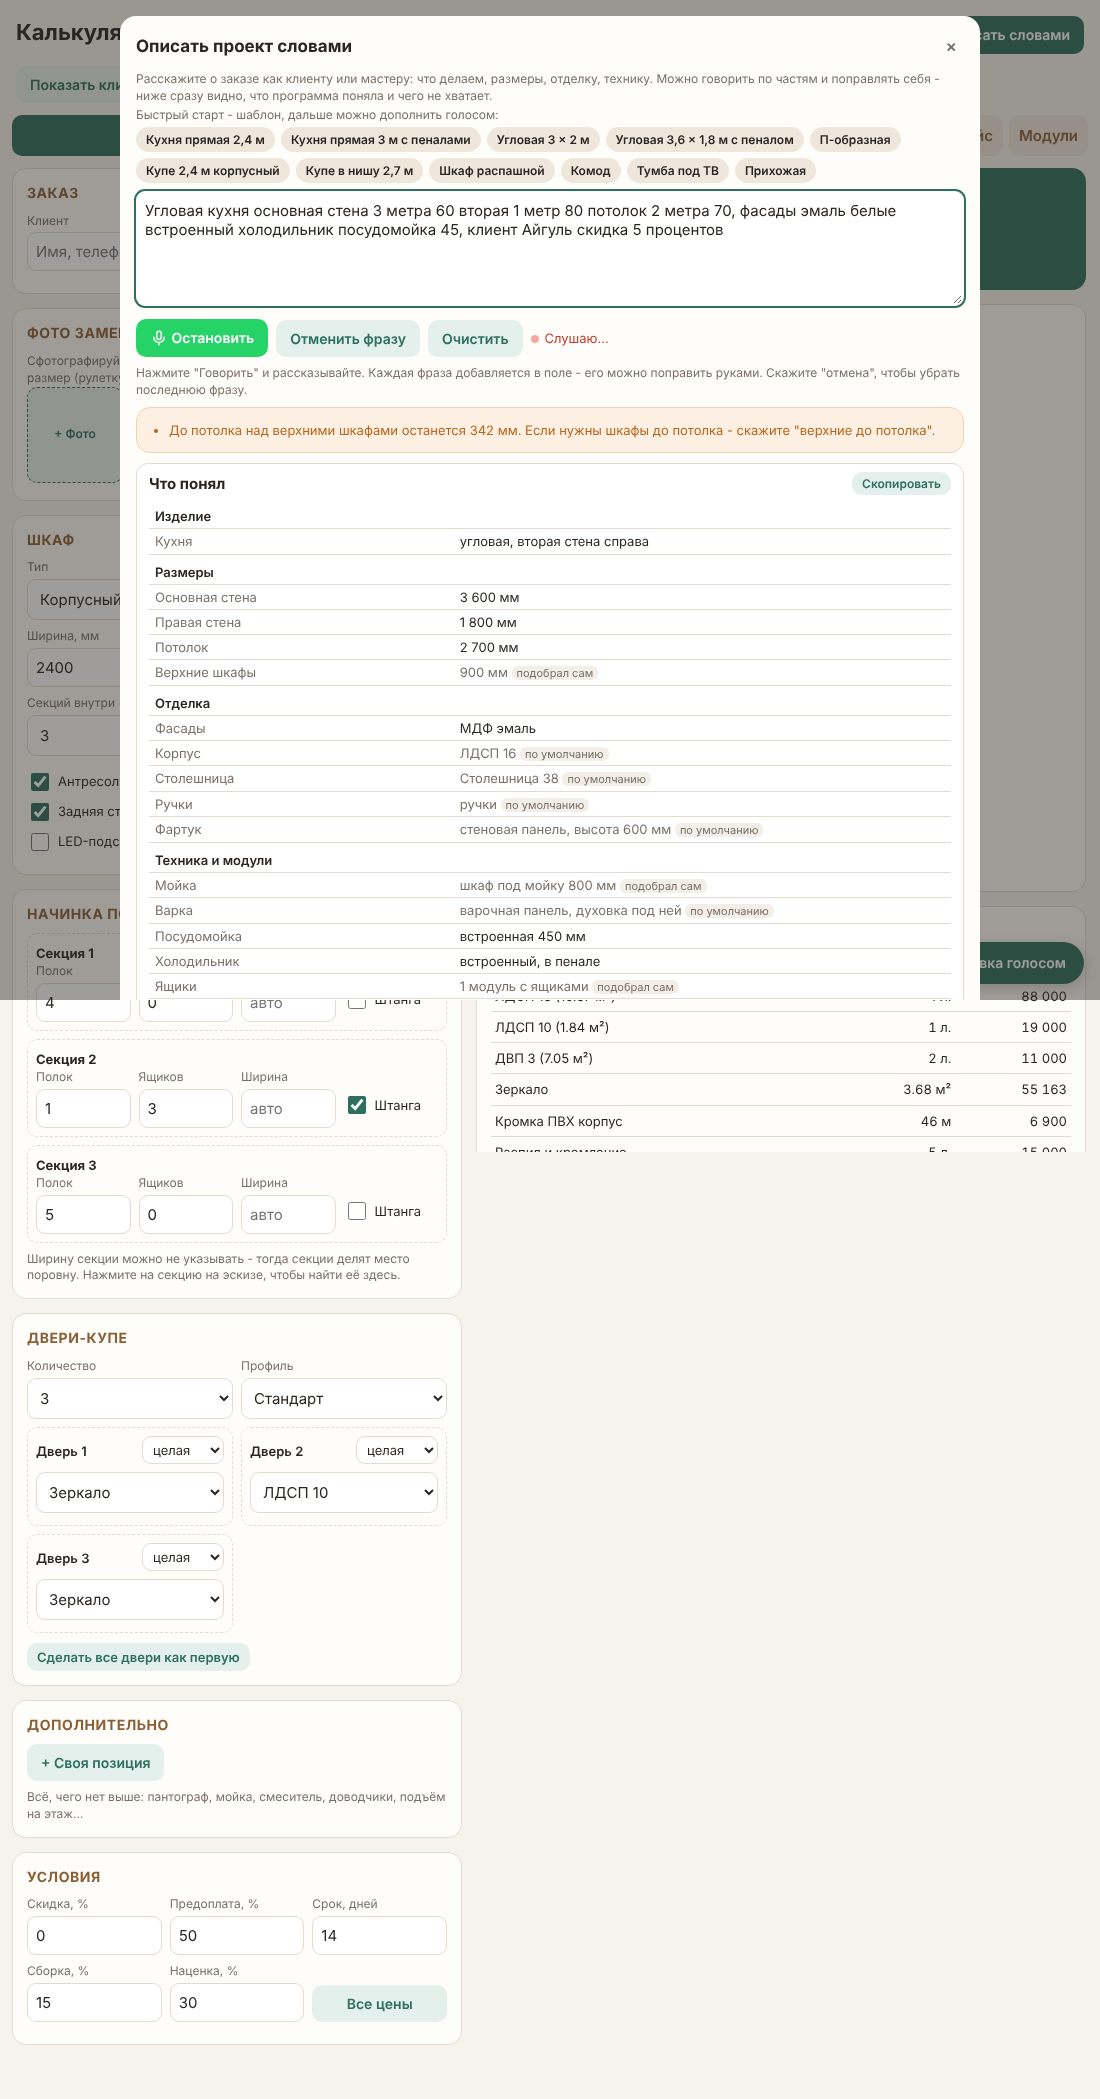 Калькуля
ать словами
Показать кли
йс
Модули
Описать проект словами
×
Расскажите о заказе как клиенту или мастеру: что делаем, размеры, отделку, технику. Можно говорить по частям и поправлять себя -
ниже сразу видно, что программа поняла и чего не хватает.
Быстрый старт - шаблон, дальше можно дополнить голосом:
Кухня прямая 2,4 м
Кухня прямая 3 м с пеналами
Угловая 3 × 2 м
Угловая 3,6 × 1,8 м с пеналом
П-образная
Купе 2,4 м корпусный
Купе в нишу 2,7 м
Шкаф распашной
Комод
Тумба под ТВ
Прихожая
Угловая кухня основная стена 3 метра 60 вторая 1 метр 80 потолок 2 метра 70, фасады эмаль белые
встроенный холодильник посудомойка 45, клиент Айгуль скидка 5 процентов
Остановить
Отменить фразу
Очистить
Слушаю...
Нажмите "Говорить" и рассказывайте. Каждая фраза добавляется в поле - его можно поправить руками. Скажите "отмена", чтобы убрать
последнюю фразу.
• До потолка над верхними шкафами останется 342 мм. Если нужны шкафы до потолка - скажите "верхние до потолка".
Что понял
Скопировать
Изделие
Кухня угловая, вторая стена справа
Размеры
Основная стена 3 600 мм
Правая стена 1 800 мм
Потолок 2 700 мм
Верхние шкафы 900 мм подобрал сам
Отделка
Фасады МДФ эмаль
Корпус ЛДСП 16 по умолчанию
Столешница Столешница 38 по умолчанию
Ручки ручки по умолчанию
Фартук стеновая панель, высота 600 мм по умолчанию
Техника и модули
Мойка шкаф под мойку 800 мм подобрал сам
Варка варочная панель, духовка под ней по умолчанию
Посудомойка встроенная 450 мм
Холодильник встроенный, в пенале
Ящики 1 модуль с ящиками подобрал сам
ЗАКАЗ
Клиент
Имя, телеф
ФОТО ЗАМЕ
Сфотографируй
размер (рулетку
+ Фото
ШКАФ
Тип
Корпусный
Ширина, мм
2400
Секций внутри
3
Антресол
Задняя ст
LED-подс
НАЧИНКА П
Секция 1
Полок
4
0
авто
Штанга
Секция 2
Полок Ящиков Ширина
1 3 авто Штанга
Секция 3
Полок Ящиков Ширина
5 0 авто Штанга
Ширину секции можно не указывать - тогда секции делят место
поровну. Нажмите на секцию на эскизе, чтобы найти её здесь.
ДВЕРИ-КУПЕ
Количество Профиль
3 Стандарт
Дверь 1 целая
Зеркало
Дверь 2 целая
ЛДСП 10
Дверь 3 целая
Зеркало
Сделать все двери как первую
ДОПОЛНИТЕЛЬНО
+ Своя позиция
Всё, чего нет выше: пантограф, мойка, смеситель, доводчики, подъём
на этаж...
УСЛОВИЯ
Скидка, % Предоплата, % Срок, дней
0 50 14
Сборка, % Наценка, %
15 30 Все цены
вка голосом
88 000
ЛДСП 10 (1.84 м²) 1 л. 19 000
ДВП 3 (7.05 м²) 2 л. 11 000
Зеркало 3.68 м² 55 163
Кромка ПВХ корпус 46 м 6 900
Распил и кромление 5 л. 15 000